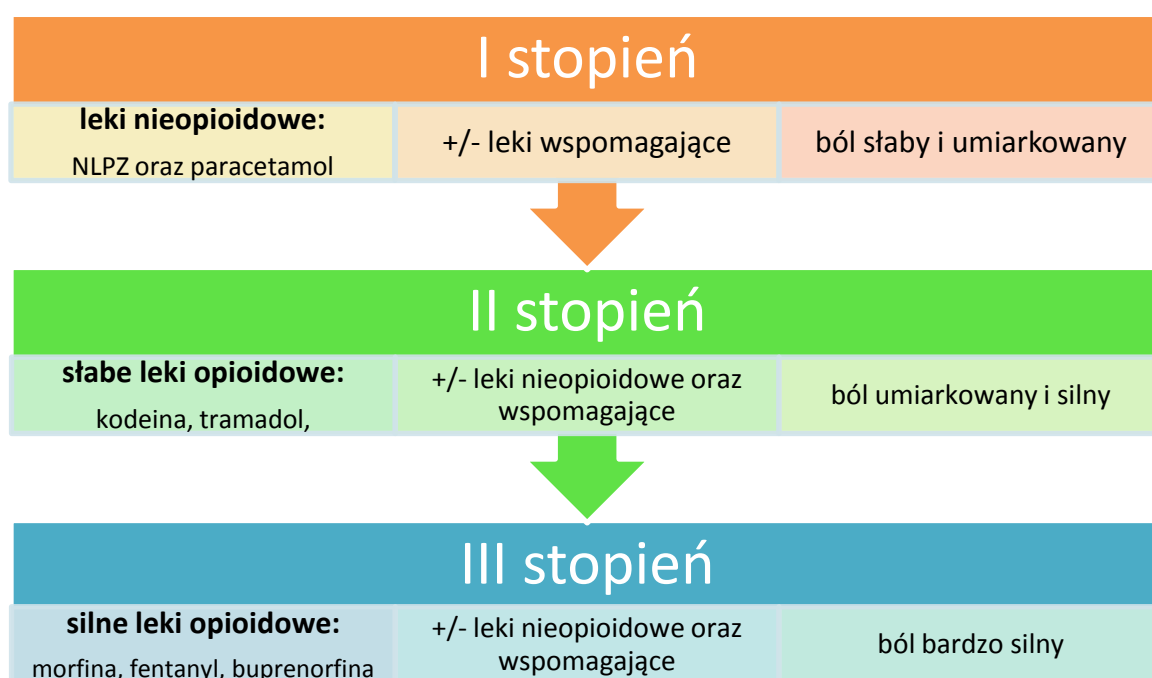 I stopień
leki nieopioidowe:
NLPZ oraz paracetamol
+/- leki wspomagające
ból słaby i umiarkowany
II stopień
słabe leki opioidowe:
kodeina, tramadol,
+/- leki nieopioidowe oraz
wspomagające
ból umiarkowany i silny
III stopień
silne leki opioidowe:
morfina, fentanyl, buprenorfina
+/- leki nieopioidowe oraz
wspomagające
ból bardzo silny